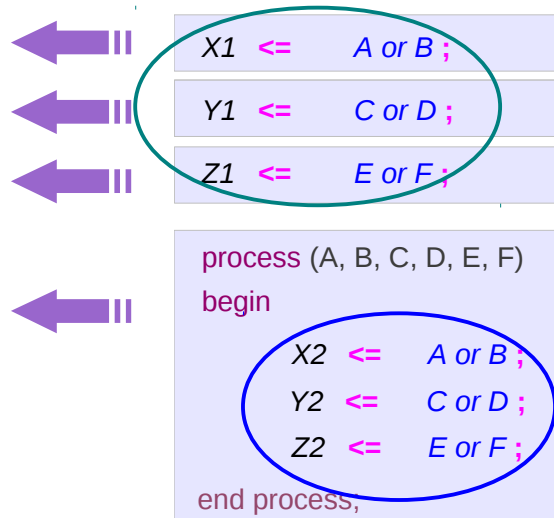 X1 <= A or B ;
Y1 <= C or D ;
Z1 <= E or F ;
process (A, B, C, D, E, F)
begin
X2 <= A or B ;
Y2 <= C or D ;
Z2 <= E or F ;
end process;